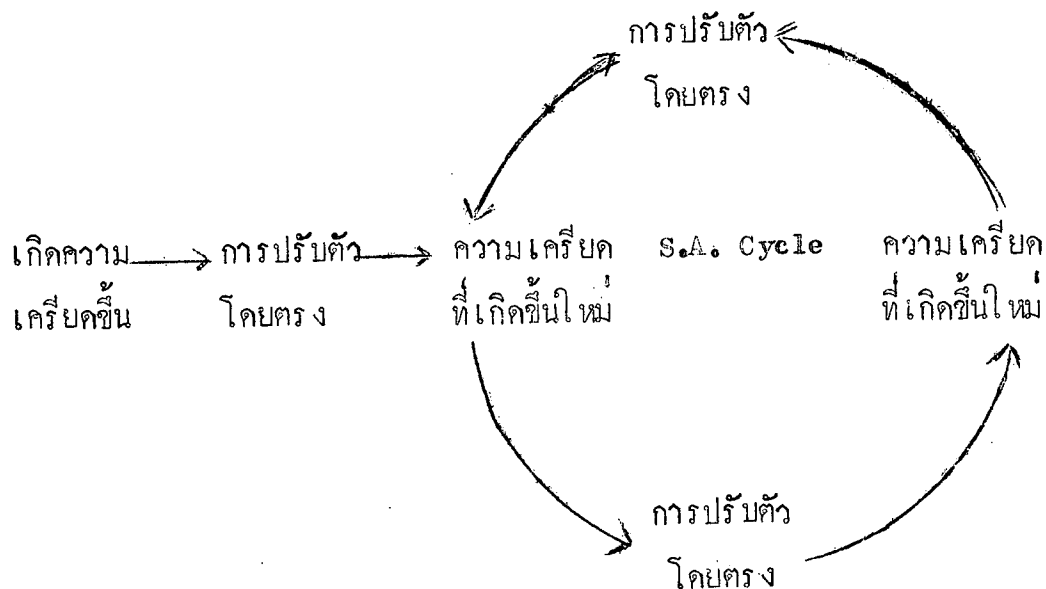 การปรับตัว
โดยตรง
เกิดความ
เครียดขึ้น
การปรับตัว
โดยตรง
ความเครียด
ที่เกิดขึ้นใหม่
S.A. Cycle
ความเครียด
ที่เกิดขึ้นใหม่
การปรับตัว
โดยตรง